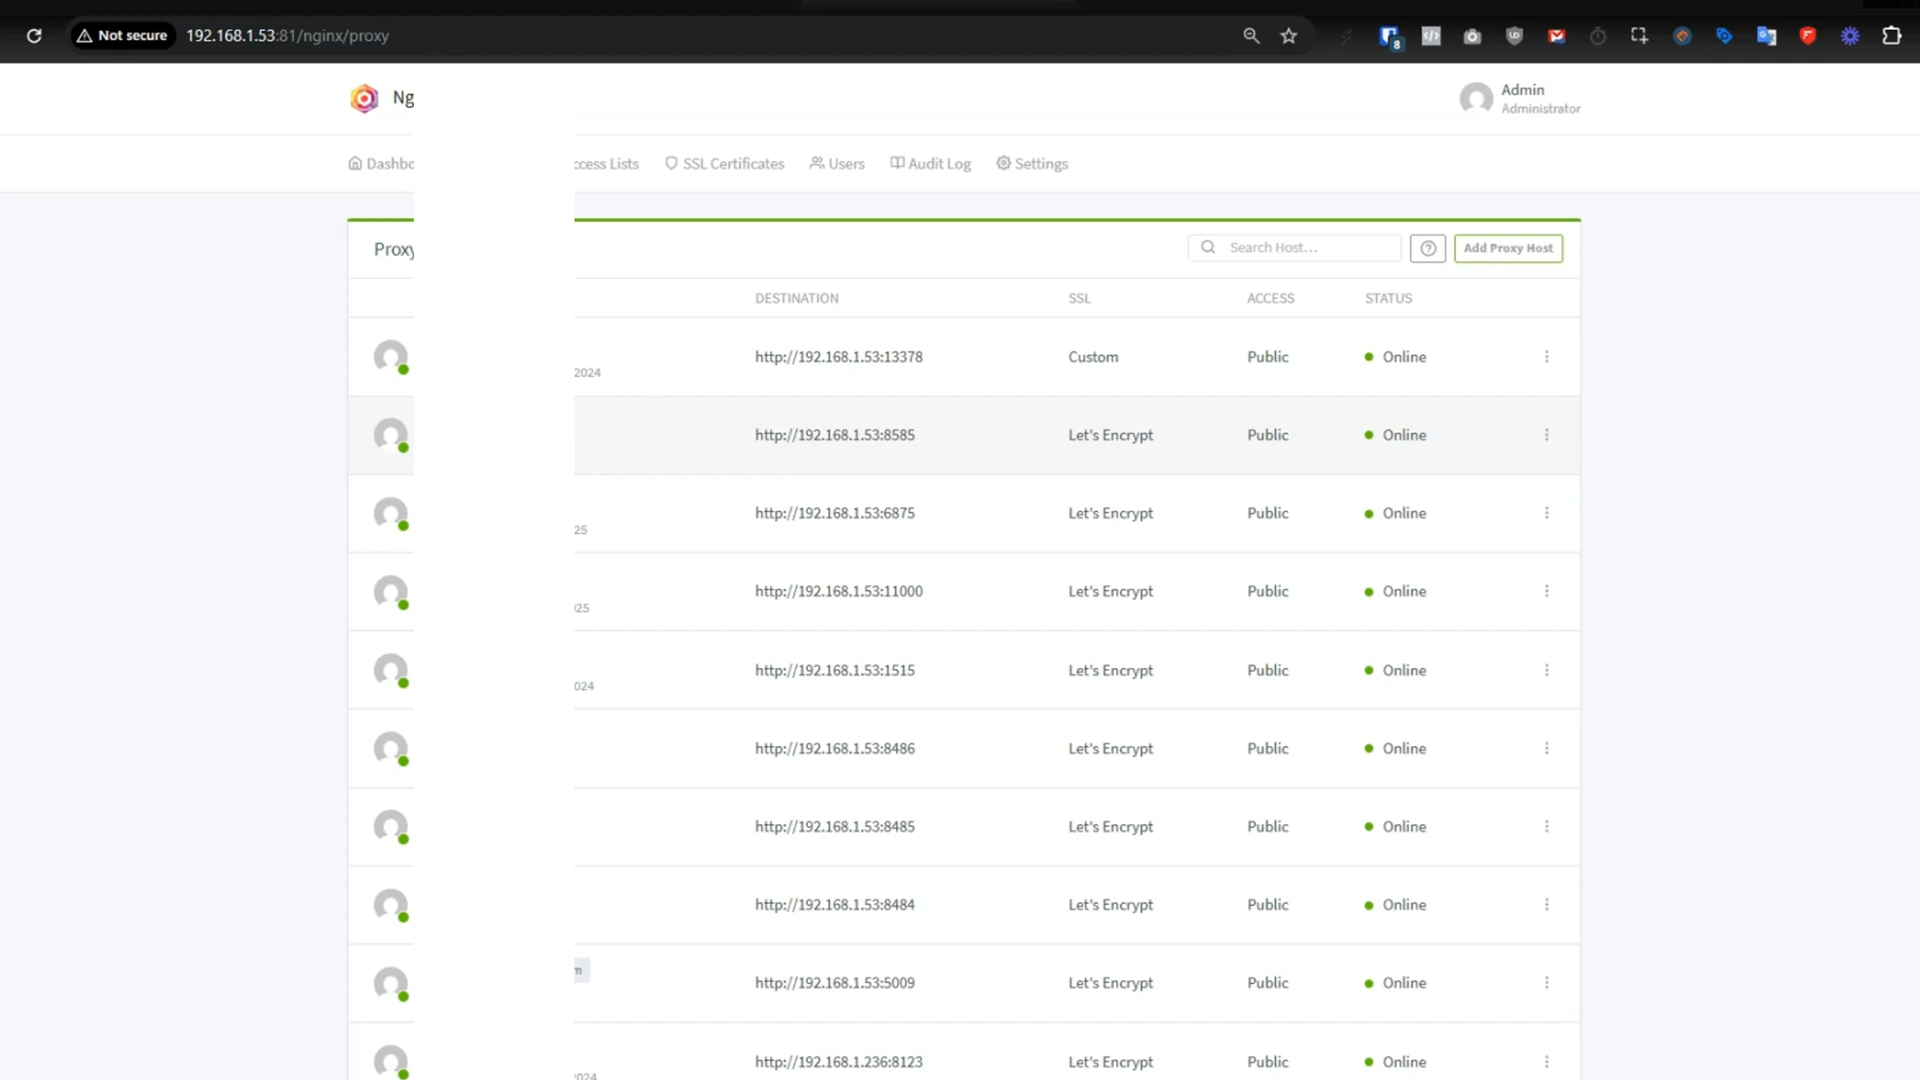 Not secure 192.168.1.53:81/nginx/proxy
8
Ng
Admin
Administrator
Dashbo
ccess Lists SSL Certificates Users Audit Log Settings
Proxy
Search Host... Add Proxy Host
DESTINATION SSL ACCESS STATUS
http://192.168.1.53:13378 Custom Public Online
2024
http://192.168.1.53:8585 Let's Encrypt Public Online
http://192.168.1.53:6875 Let's Encrypt Public Online
25
http://192.168.1.53:11000 Let's Encrypt Public Online
025
http://192.168.1.53:1515 Let's Encrypt Public Online
024
http://192.168.1.53:8486 Let's Encrypt Public Online
http://192.168.1.53:8485 Let's Encrypt Public Online
http://192.168.1.53:8484 Let's Encrypt Public Online
m
http://192.168.1.53:5009 Let's Encrypt Public Online
http://192.168.1.236:8123 Let's Encrypt Public Online
2024